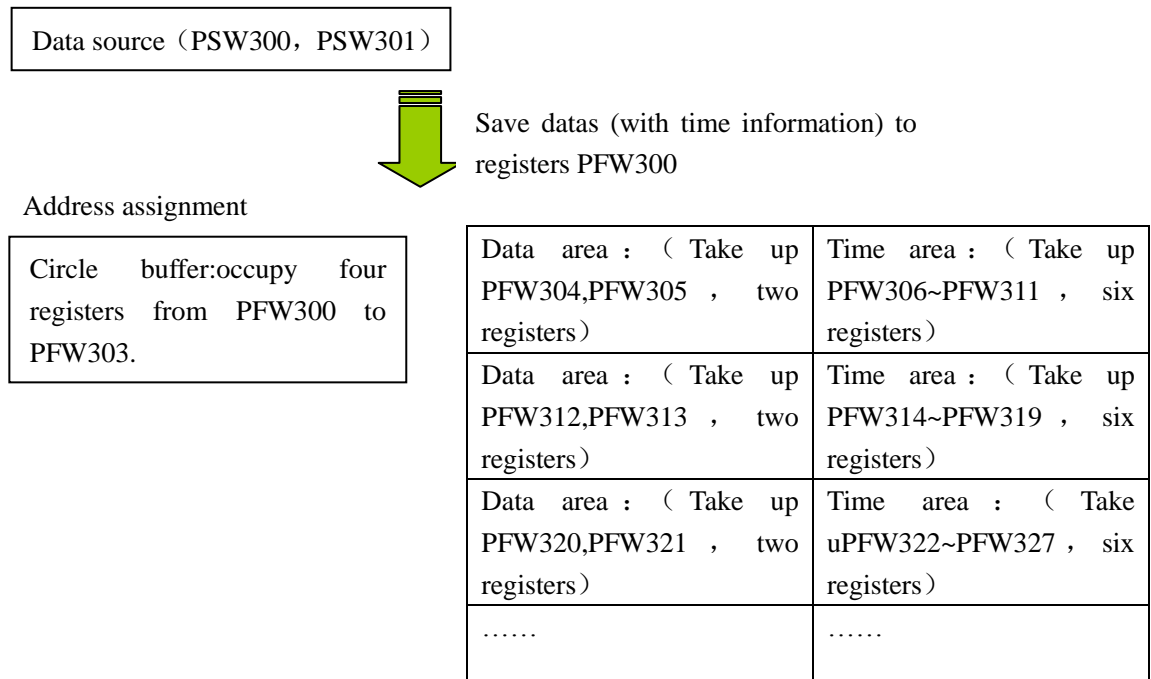 Data source（PSW300，PSW301）
Save datas (with time information) to
registers PFW300
Address assignment
Circle buffer:occupy four
registers from PFW300 to
PFW303.
Data area：（Take up
PFW304,PFW305 ， two
registers）
Time area：（Take up
PFW306~PFW311 ， six
registers）
Data area：（Take up
PFW312,PFW313 ， two
registers）
Time area：（Take up
PFW314~PFW319 ， six
registers）
Data area：（Take up
PFW320,PFW321 ， two
registers）
Time area：（Take
uPFW322~PFW327， six
registers）
……
……